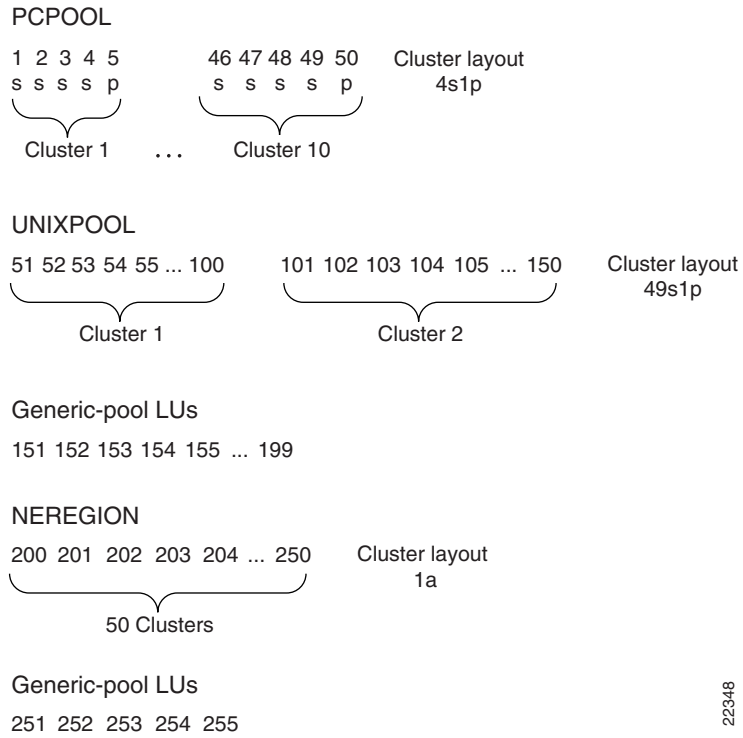 PCPOOL
1 2 3 4 5 46 47 48 49 50 Cluster layout
s s s s p s s s s p 4s1p
Cluster 1 ... Cluster 10
UNIXPOOL
51 52 53 54 55 ... 100 101 102 103 104 105 ... 150 Cluster layout
49s1p
Cluster 1 Cluster 2
Generic-pool LUs
151 152 153 154 155 ... 199
NEREGION
200 201 202 203 204 ... 250 Cluster layout
1a
50 Clusters
Generic-pool LUs
251 252 253 254 255
22348